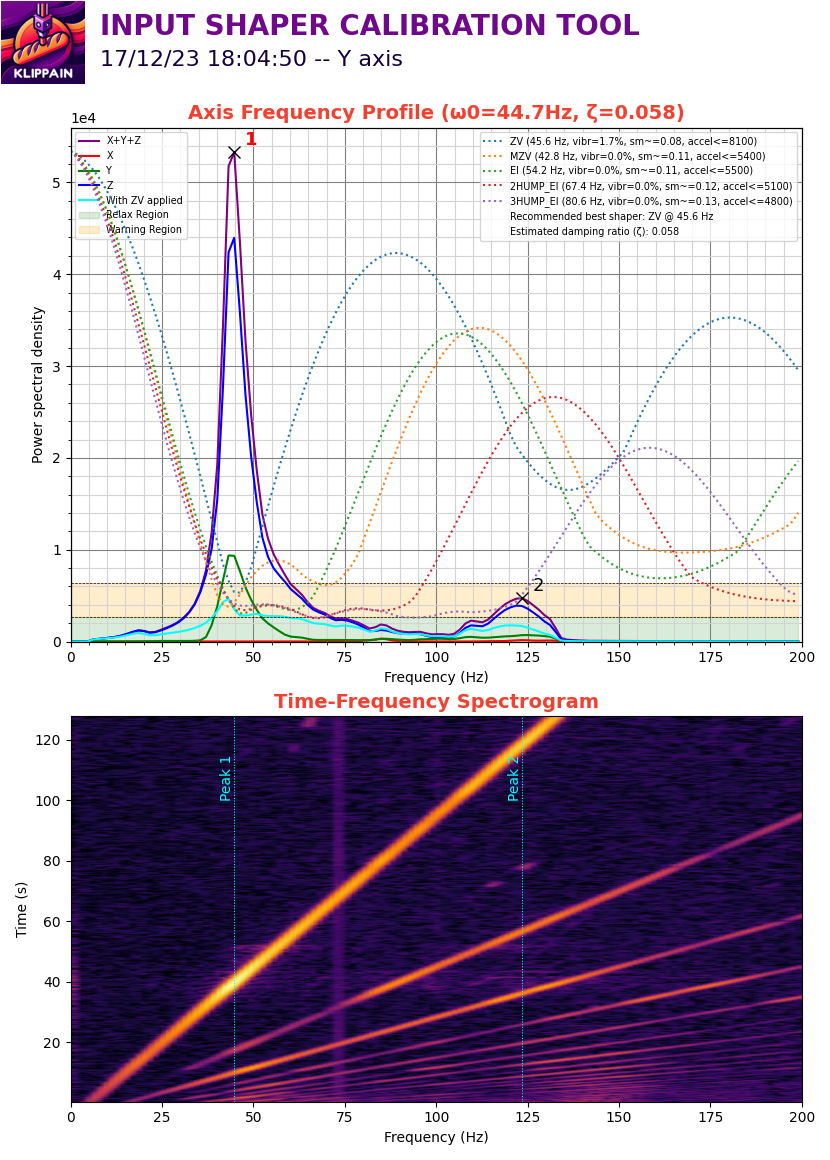 KLIPPAIN
INPUT SHAPER CALIBRATION TOOL
17/12/23 18:04:50 -- Y axis
Axis Frequency Profile (ω0=44.7Hz, ζ=0.058)
1e4
X+Y+Z
X
Y
Z
With ZV applied
Relax Region
Warning Region
1
ZV (45.6 Hz, vibr=1.7%, sm~=0.08, accel<=8100)
MZV (42.8 Hz, vibr=0.0%, sm~=0.11, accel<=5400)
EI (54.2 Hz, vibr=0.0%, sm~=0.11, accel<=5500)
2HUMP_EI (67.4 Hz, vibr=0.0%, sm~=0.12, accel<=5100)
3HUMP_EI (80.6 Hz, vibr=0.0%, sm~=0.13, accel<=4800)
Recommended best shaper: ZV @ 45.6 Hz
Estimated damping ratio (ζ): 0.058
5
4
3
2
1
0
Power spectral density
2
0 25 50 75 100 125 150 175 200
Frequency (Hz)
Time-Frequency Spectrogram
120
100
80
60
40
20
Time (s)
Peak 1
Peak 2
0 25 50 75 100 125 150 175 200
Frequency (Hz)